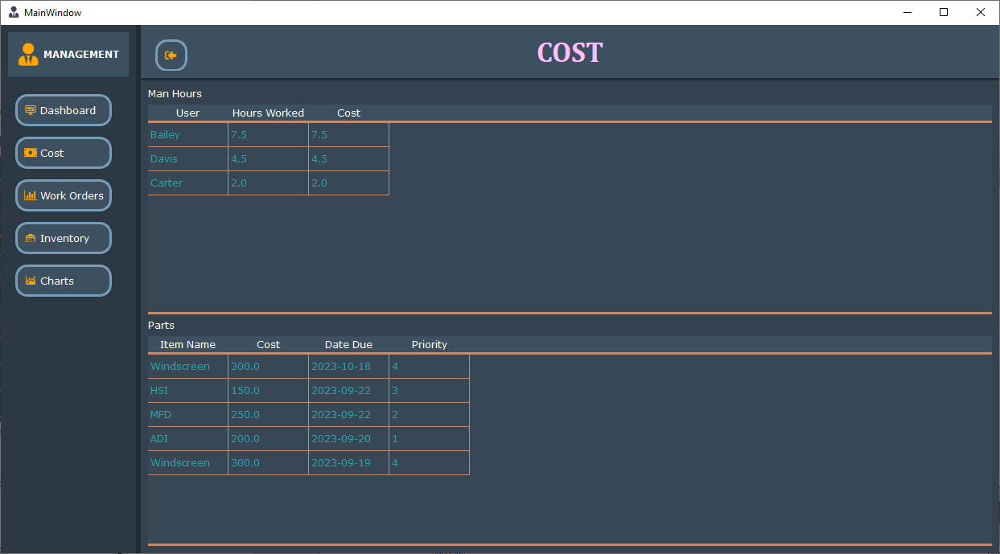 MainWindow
MANAGEMENT
COST
Dashboard
Cost
Work Orders
Inventory
Charts
Man Hours
User Hours Worked Cost
Bailey 7.5 7.5
Davis 4.5 4.5
Carter 2.0 2.0
Parts
Item Name Cost Date Due Priority
Windscreen 300.0 2023-10-18 4
HSI 150.0 2023-09-22 3
MFD 250.0 2023-09-22 2
ADI 200.0 2023-09-20 1
Windscreen 300.0 2023-09-19 4